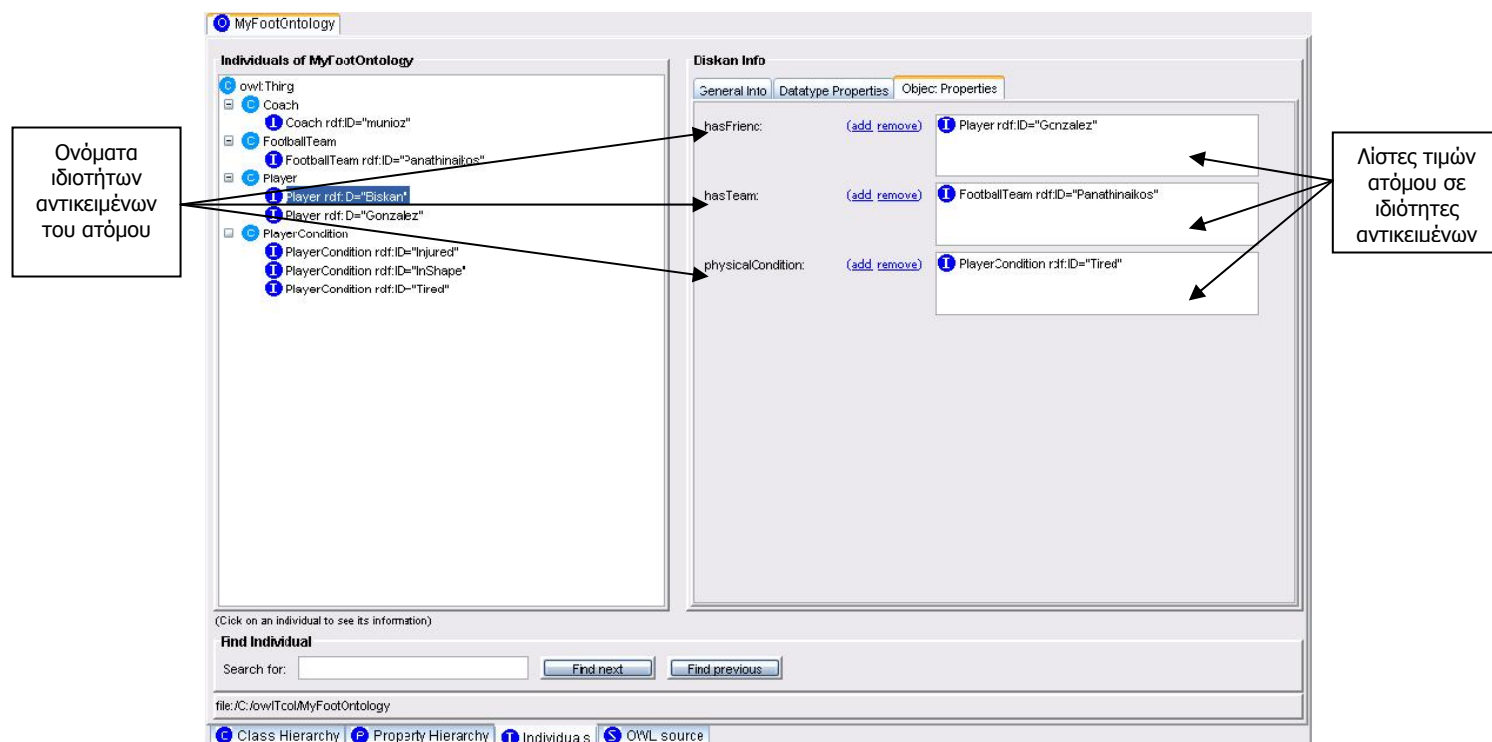 MyFootOntology
Individuals of MyFootOntology
owl:Thing
Coach
Coach rdf:ID="munioz"
FootballTeam
FootballTeam rdf:ID="Panathinaikos"
Player
Player rdf:ID="Biskan"
Player rdf:ID="Gonzalez"
PlayerCondition
PlayerCondition rdf:ID="Injured"
PlayerCondition rdf:ID="InShape"
PlayerCondition rdf:ID="Tired"
Biskan Info
General Info Datatype Properties Object Properties
hasFriend: (add remove) Player rdf:ID="Gonzalez"
hasTeam: (add remove) FootballTeam rdf:ID="Panathinaikos"
physicalCondition: (add remove) PlayerCondition rdf:ID="Tired"
Ονόματα
ιδιοτήτων
αντικειμένων
του ατόμου
Λίστες τιμών
ατόμου σε
ιδιότητες
αντικειμένων
(Click on an individual to see its information)
Find Individual
Search for: Find next Find previous
file:/C:/owlTool/MyFootOntology
Class Hierarchy Property Hierarchy Individuals OWL source